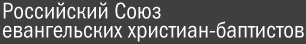 Российский Союз
евангельских христиан-баптистов